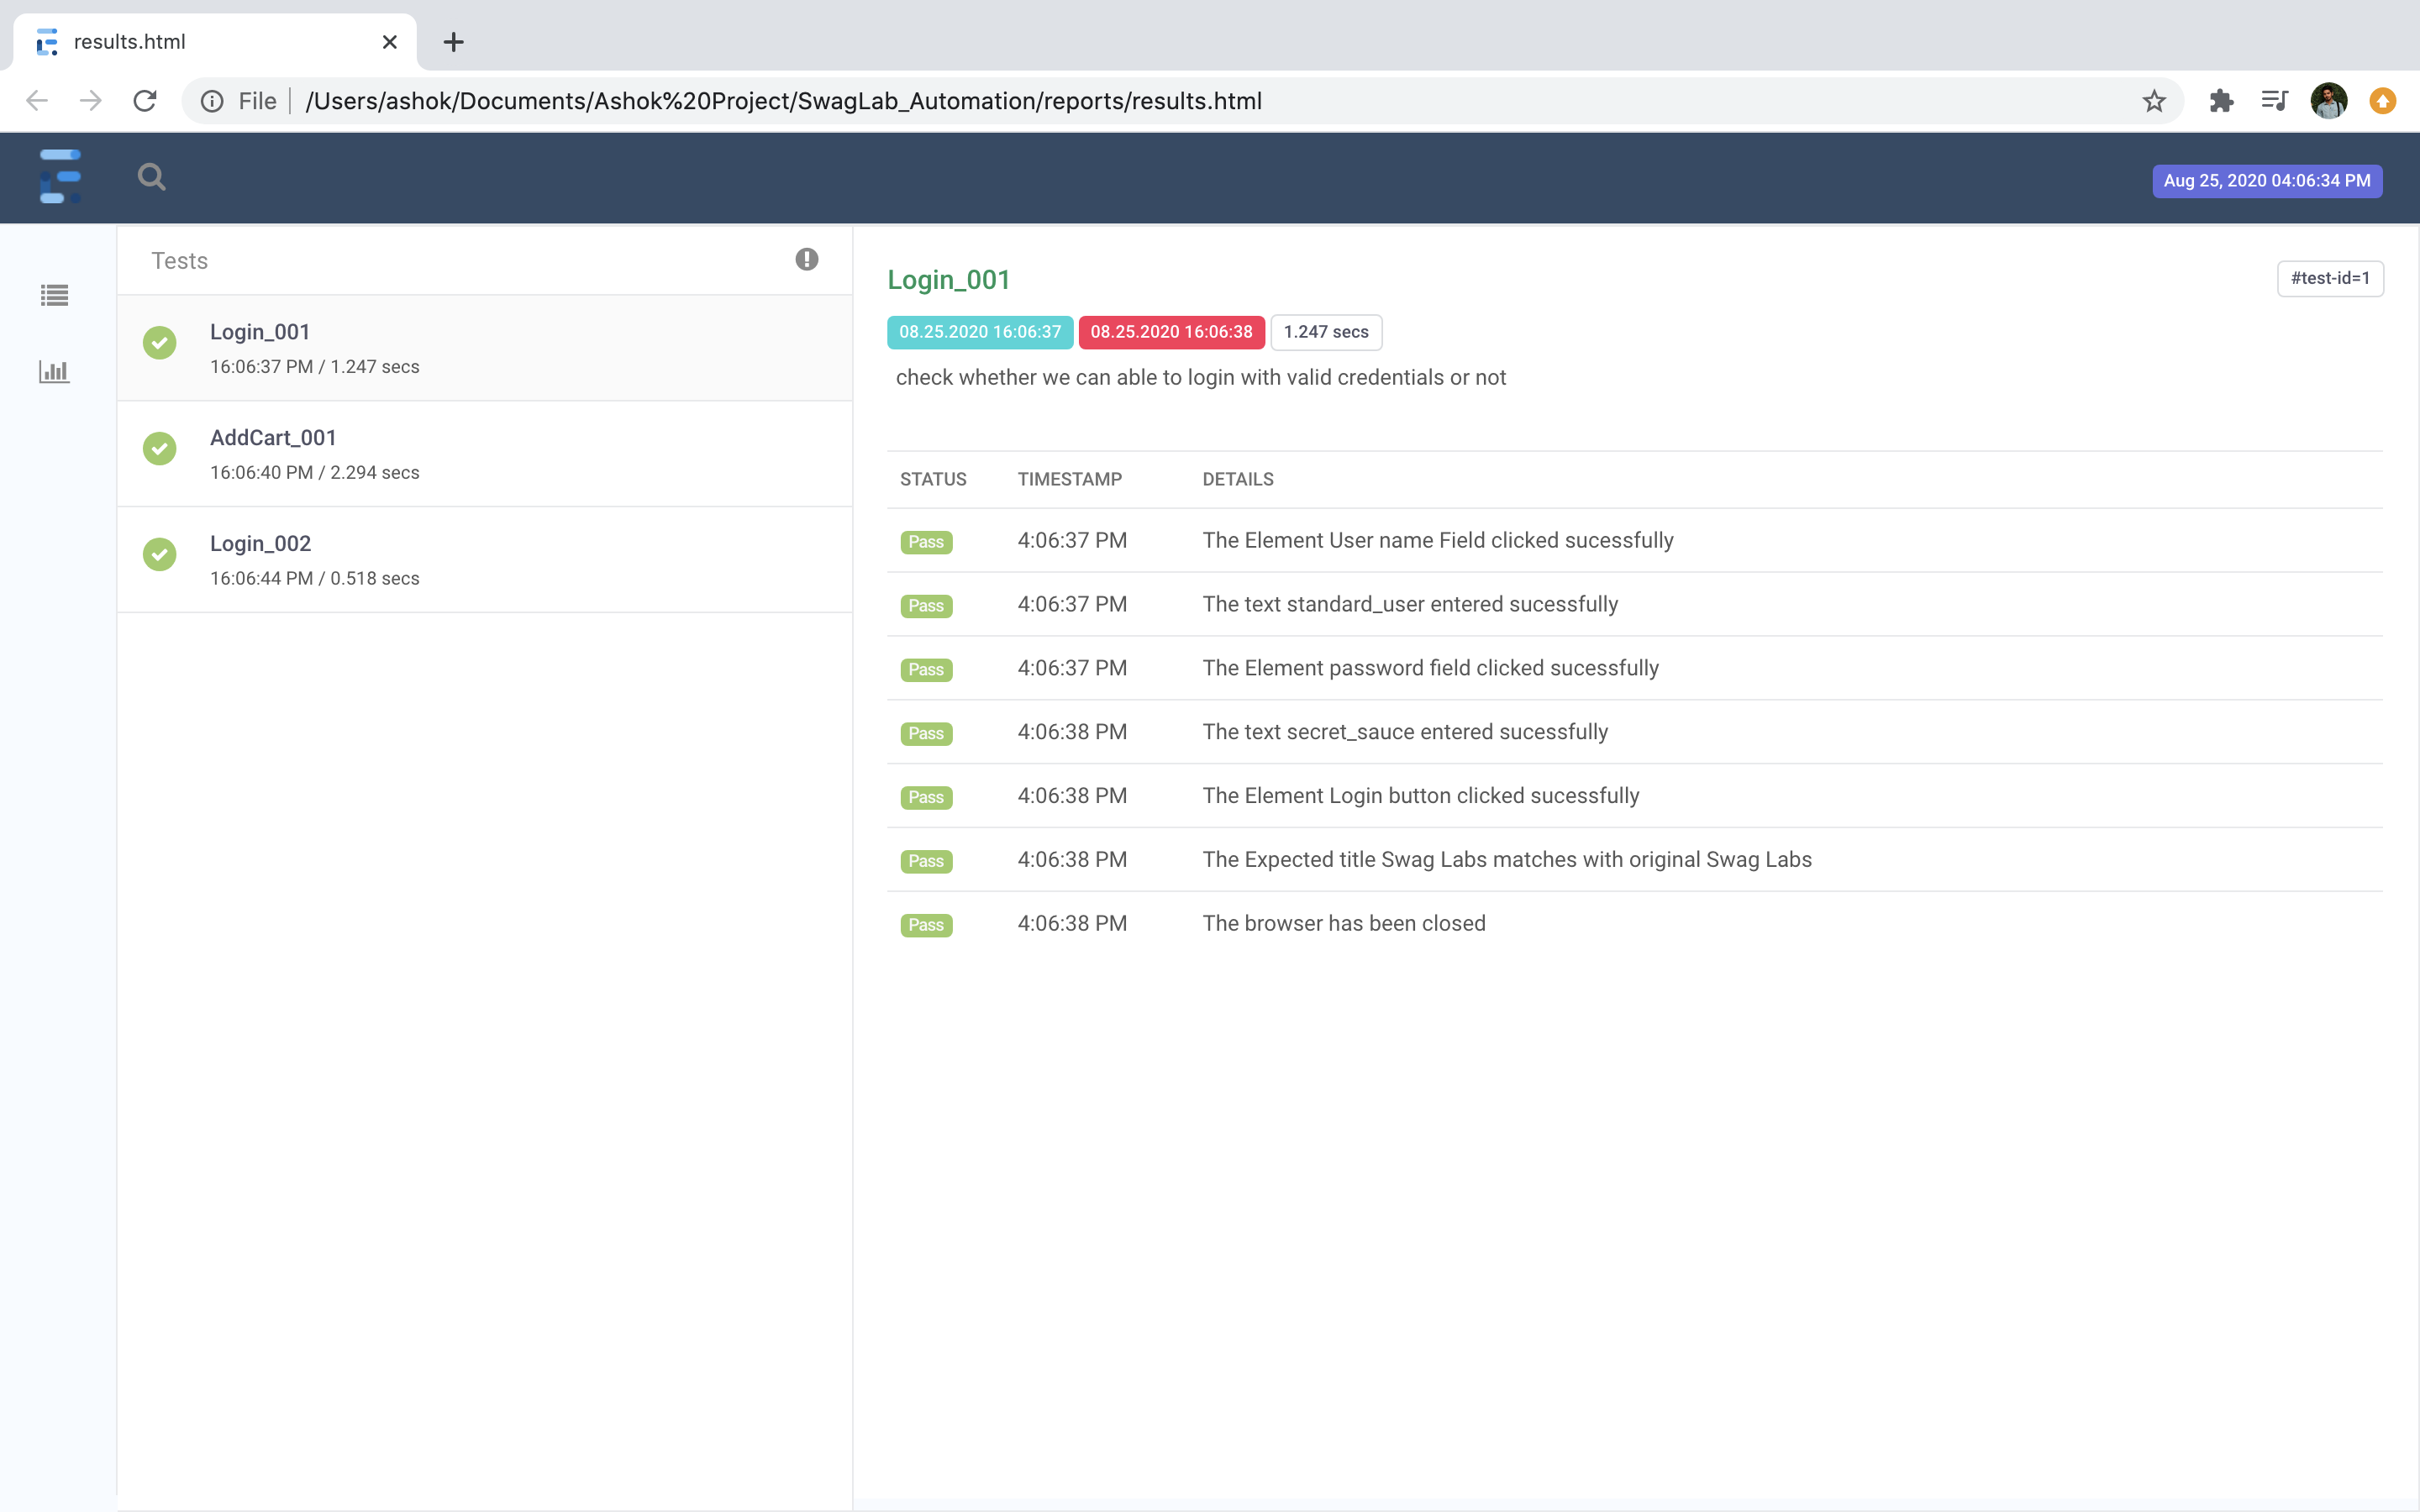 results.html
File
/Users/ashok/Documents/Ashok%20Project/SwagLab_Automation/reports/results.html
Aug 25, 2020 04:06:34 PM
Tests
Login_001
16:06:37 PM / 1.247 secs
AddCart_001
16:06:40 PM / 2.294 secs
Login_002
16:06:44 PM / 0.518 secs
Login_001
#test-id=1
08.25.2020 16:06:37 08.25.2020 16:06:38 1.247 secs
check whether we can able to login with valid credentials or not
STATUS TIMESTAMP DETAILS
Pass 4:06:37 PM The Element User name Field clicked sucessfully
Pass 4:06:37 PM The text standard_user entered sucessfully
Pass 4:06:37 PM The Element password field clicked sucessfully
Pass 4:06:38 PM The text secret_sauce entered sucessfully
Pass 4:06:38 PM The Element Login button clicked sucessfully
Pass 4:06:38 PM The Expected title Swag Labs matches with original Swag Labs
Pass 4:06:38 PM The browser has been closed